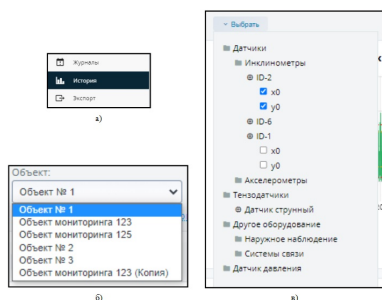 Журналы
История
Экспорт
а)
Объект:
Объект № 1
Объект № 1
Объект мониторинга 123
Объект мониторинга 125
Объект № 2
Объект № 3
Объект мониторинга 123 (Копия)
б)
Выбрать
Датчики
Инклинометры
ID-2
x0
y0
ID-6
ID-1
x0
y0
Акселерометры
Тензодатчики
Датчик струнный
Другое оборудование
Наружное наблюдение
Системы связи
Датчик давления
в)